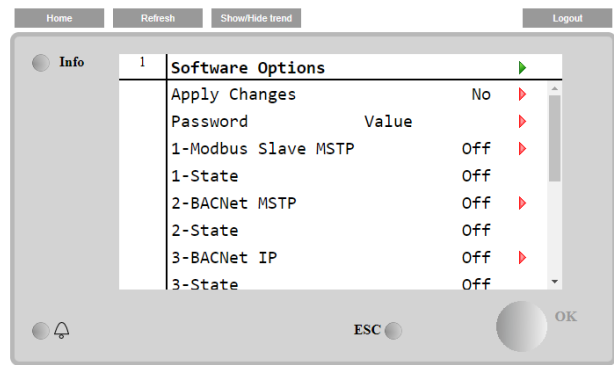 Home Refresh Show/Hide trend Logout
Info
1 Software Options
Apply Changes No
Password Value
1-Modbus Slave MSTP Off
1-State Off
2-BACNet MSTP Off
2-State Off
3-BACNet IP Off
3-State Off
ESC OK